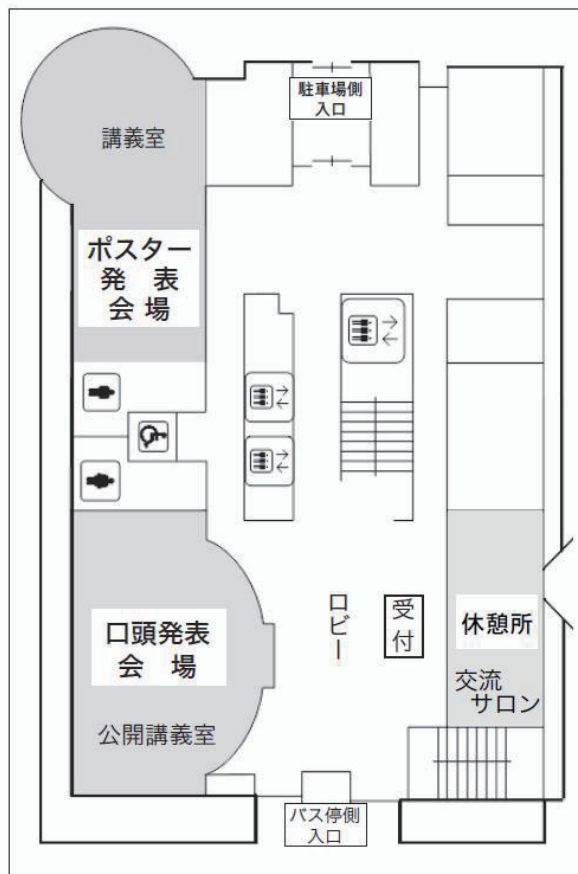 駐車場側
入口
講義室
ポスター
発 表
会 場
口頭発表
会 場
公開講義室
ロビー
受付
休憩所
交流
サロン
バス停側
入口